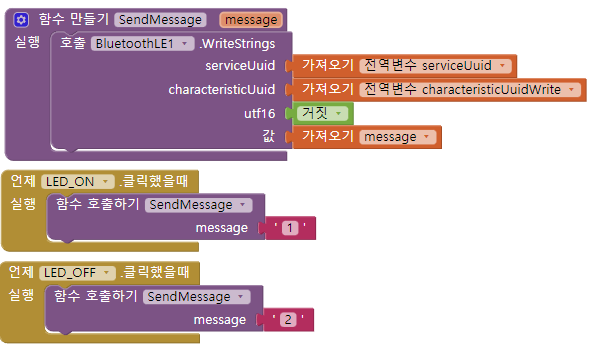 함수 만들기 SendMessage message
실행 호출 BluetoothLE1 .WriteStrings
serviceUuid 가져오기 전역변수 serviceUuid
characteristicUuid 가져오기 전역변수 characteristicUuidWrite
utf16 거짓
값 가져오기 message
언제 LED_ON .클릭했을때
실행 함수 호출하기 SendMessage
message ' 1 '
언제 LED_OFF .클릭했을때
실행 함수 호출하기 SendMessage
message ' 2 '